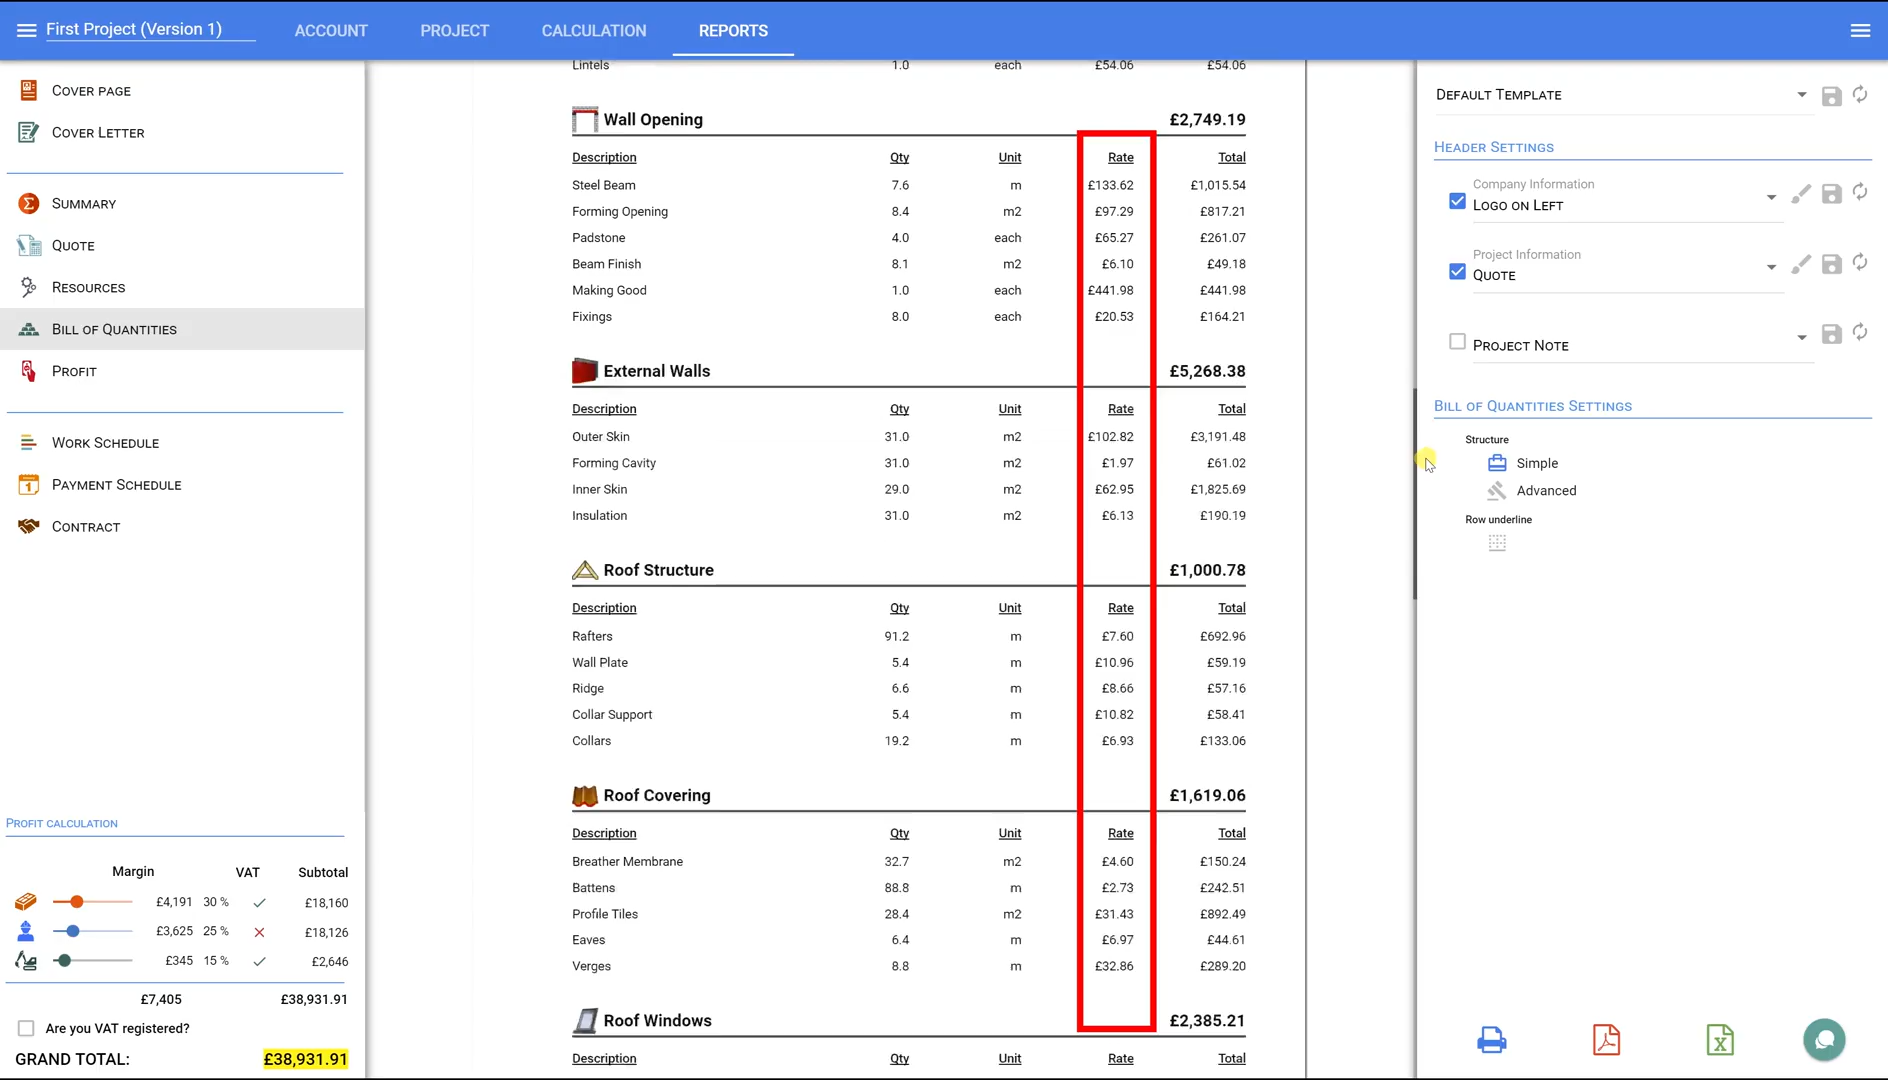 First Project (Version 1) ACCOUNT PROJECT CALCULATION REPORTS
COVER PAGE
COVER LETTER
SUMMARY
QUOTE
RESOURCES
BILL OF QUANTITIES
PROFIT
WORK SCHEDULE
PAYMENT SCHEDULE
1
CONTRACT
PROFIT CALCULATION
Margin VAT Subtotal
£4,191 30 % £18,160
£3,625 25 % £18,126
£345 15 % £2,646
£7,405 £38,931.91
Are you VAT registered?
GRAND TOTAL: £38,931.91
Lintels 1.0 each £54.06 £54.06
Wall Opening £2,749.19
Description Qty Unit Rate Total
Steel Beam 7.6 m £133.62 £1,015.54
Forming Opening 8.4 m2 £97.29 £817.21
Padstone 4.0 each £65.27 £261.07
Beam Finish 8.1 m2 £6.10 £49.18
Making Good 1.0 each £441.98 £441.98
Fixings 8.0 each £20.53 £164.21
External Walls £5,268.38
Description Qty Unit Rate Total
Outer Skin 31.0 m2 £102.82 £3,191.48
Forming Cavity 31.0 m2 £1.97 £61.02
Inner Skin 29.0 m2 £62.95 £1,825.69
Insulation 31.0 m2 £6.13 £190.19
Roof Structure £1,000.78
Description Qty Unit Rate Total
Rafters 91.2 m £7.60 £692.96
Wall Plate 5.4 m £10.96 £59.19
Ridge 6.6 m £8.66 £57.16
Collar Support 5.4 m £10.82 £58.41
Collars 19.2 m £6.93 £133.06
Roof Covering £1,619.06
Description Qty Unit Rate Total
Breather Membrane 32.7 m2 £4.60 £150.24
Battens 88.8 m £2.73 £242.51
Profile Tiles 28.4 m2 £31.43 £892.49
Eaves 6.4 m £6.97 £44.61
Verges 8.8 m £32.86 £289.20
Roof Windows £2,385.21
Description Qty Unit Rate Total
DEFAULT TEMPLATE
HEADER SETTINGS
Company Information
LOGO ON LEFT
Project Information
QUOTE
PROJECT NOTE
BILL OF QUANTITIES SETTINGS
Structure
Simple
Advanced
Row underline